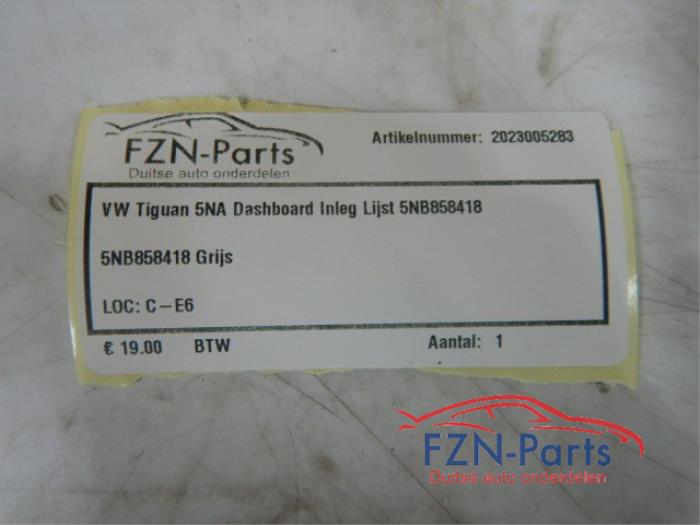 FZN-Parts
Duitse auto onderdelen
Artikelnummer: 2023005283
VW Tiguan 5NA Dashboard Inleg Lijst 5NB858418
5NB858418 Grijs
LOC: C-E6
€ 19.00 BTW
Aantal: 1
FZN-Parts
Duitse auto onderdelen